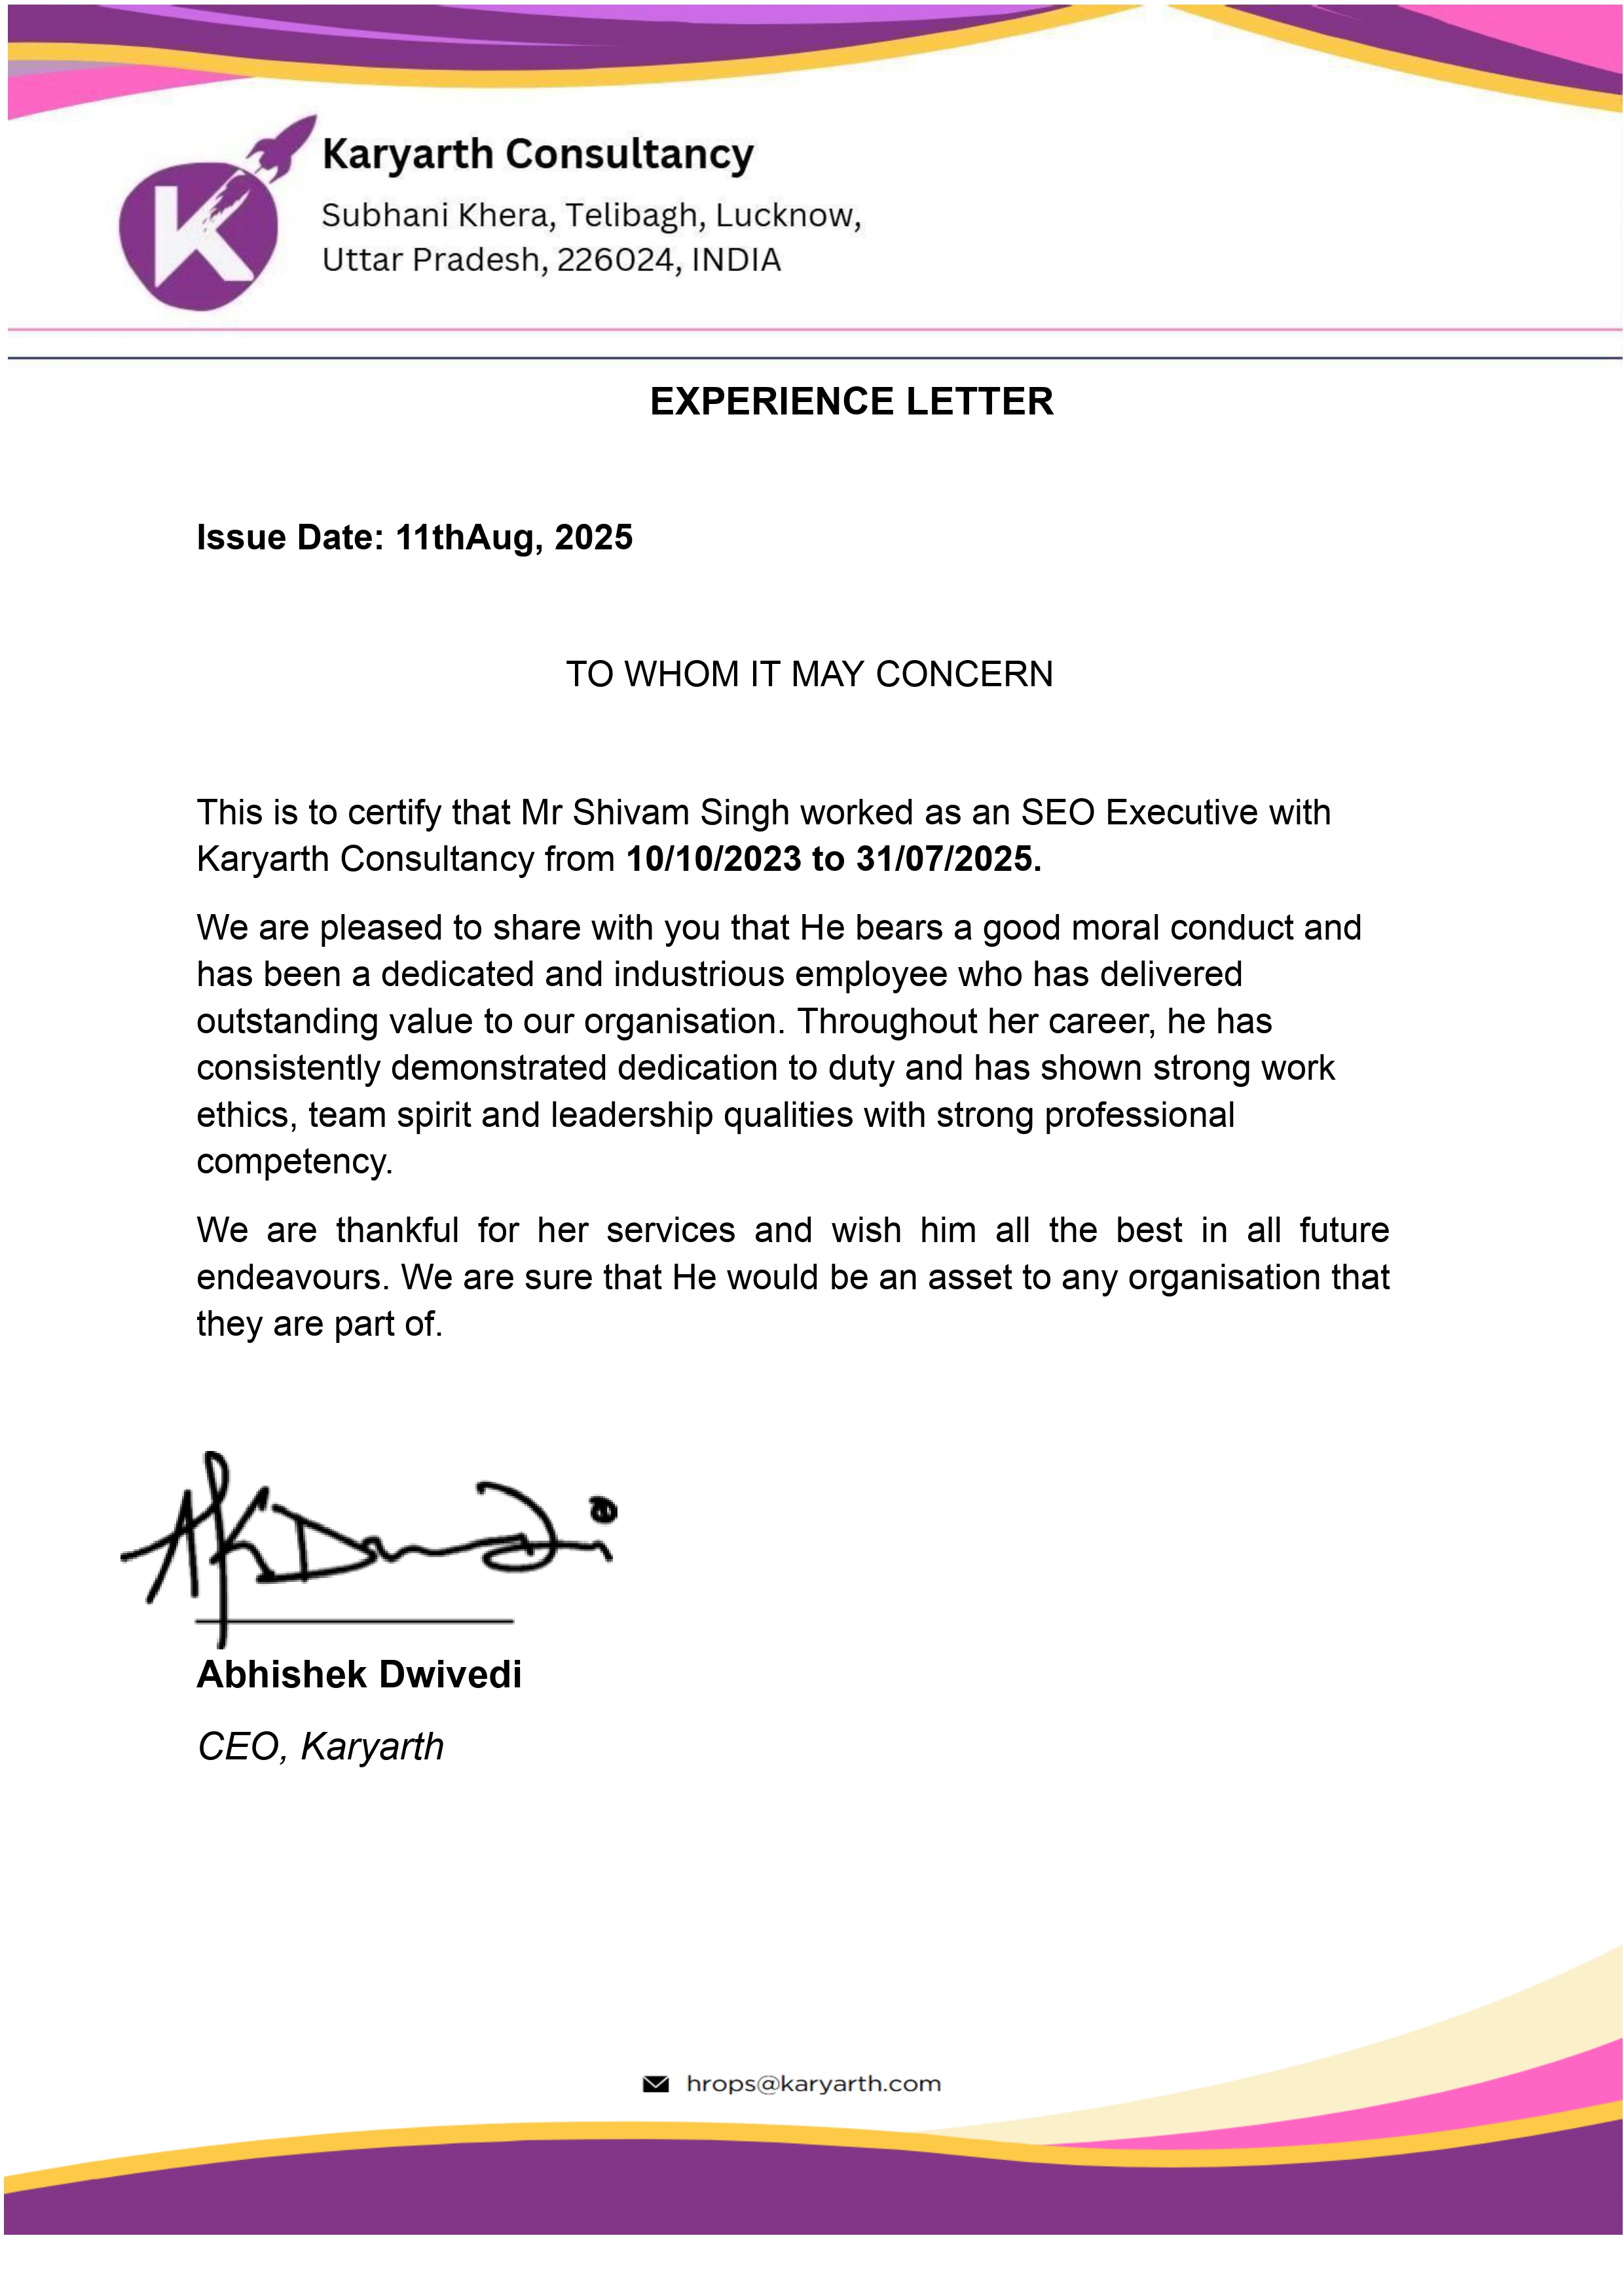 Karyarth Consultancy
Subhani Khera, Telibagh, Lucknow,
Uttar Pradesh, 226024, INDIA
EXPERIENCE LETTER
Issue Date: 11thAug, 2025
TO WHOM IT MAY CONCERN
This is to certify that Mr Shivam Singh worked as an SEO Executive with
Karyarth Consultancy from 10/10/2023 to 31/07/2025.
We are pleased to share with you that He bears a good moral conduct and
has been a dedicated and industrious employee who has delivered
outstanding value to our organisation. Throughout her career, he has
consistently demonstrated dedication to duty and has shown strong work
ethics, team spirit and leadership qualities with strong professional
competency.
We are thankful for her services and wish him all the best in all future
endeavours. We are sure that He would be an asset to any organisation that
they are part of.
Abhishek Dwivedi
CEO, Karyarth
hrops@karyarth.com